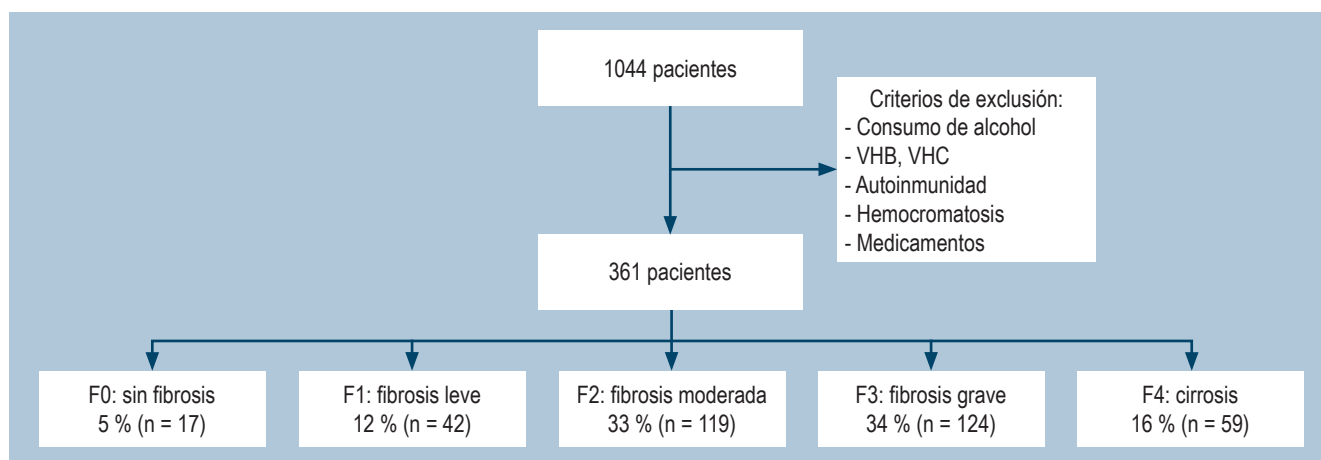 1044 pacientes
Criterios de exclusión:
- Consumo de alcohol
- VHB, VHC
- Autoinmunidad
- Hemocromatosis
- Medicamentos
361 pacientes
F0: sin fibrosis
5 % (n = 17)
F1: fibrosis leve
12 % (n = 42)
F2: fibrosis moderada
33 % (n = 119)
F3: fibrosis grave
34 % (n = 124)
F4: cirrosis
16 % (n = 59)